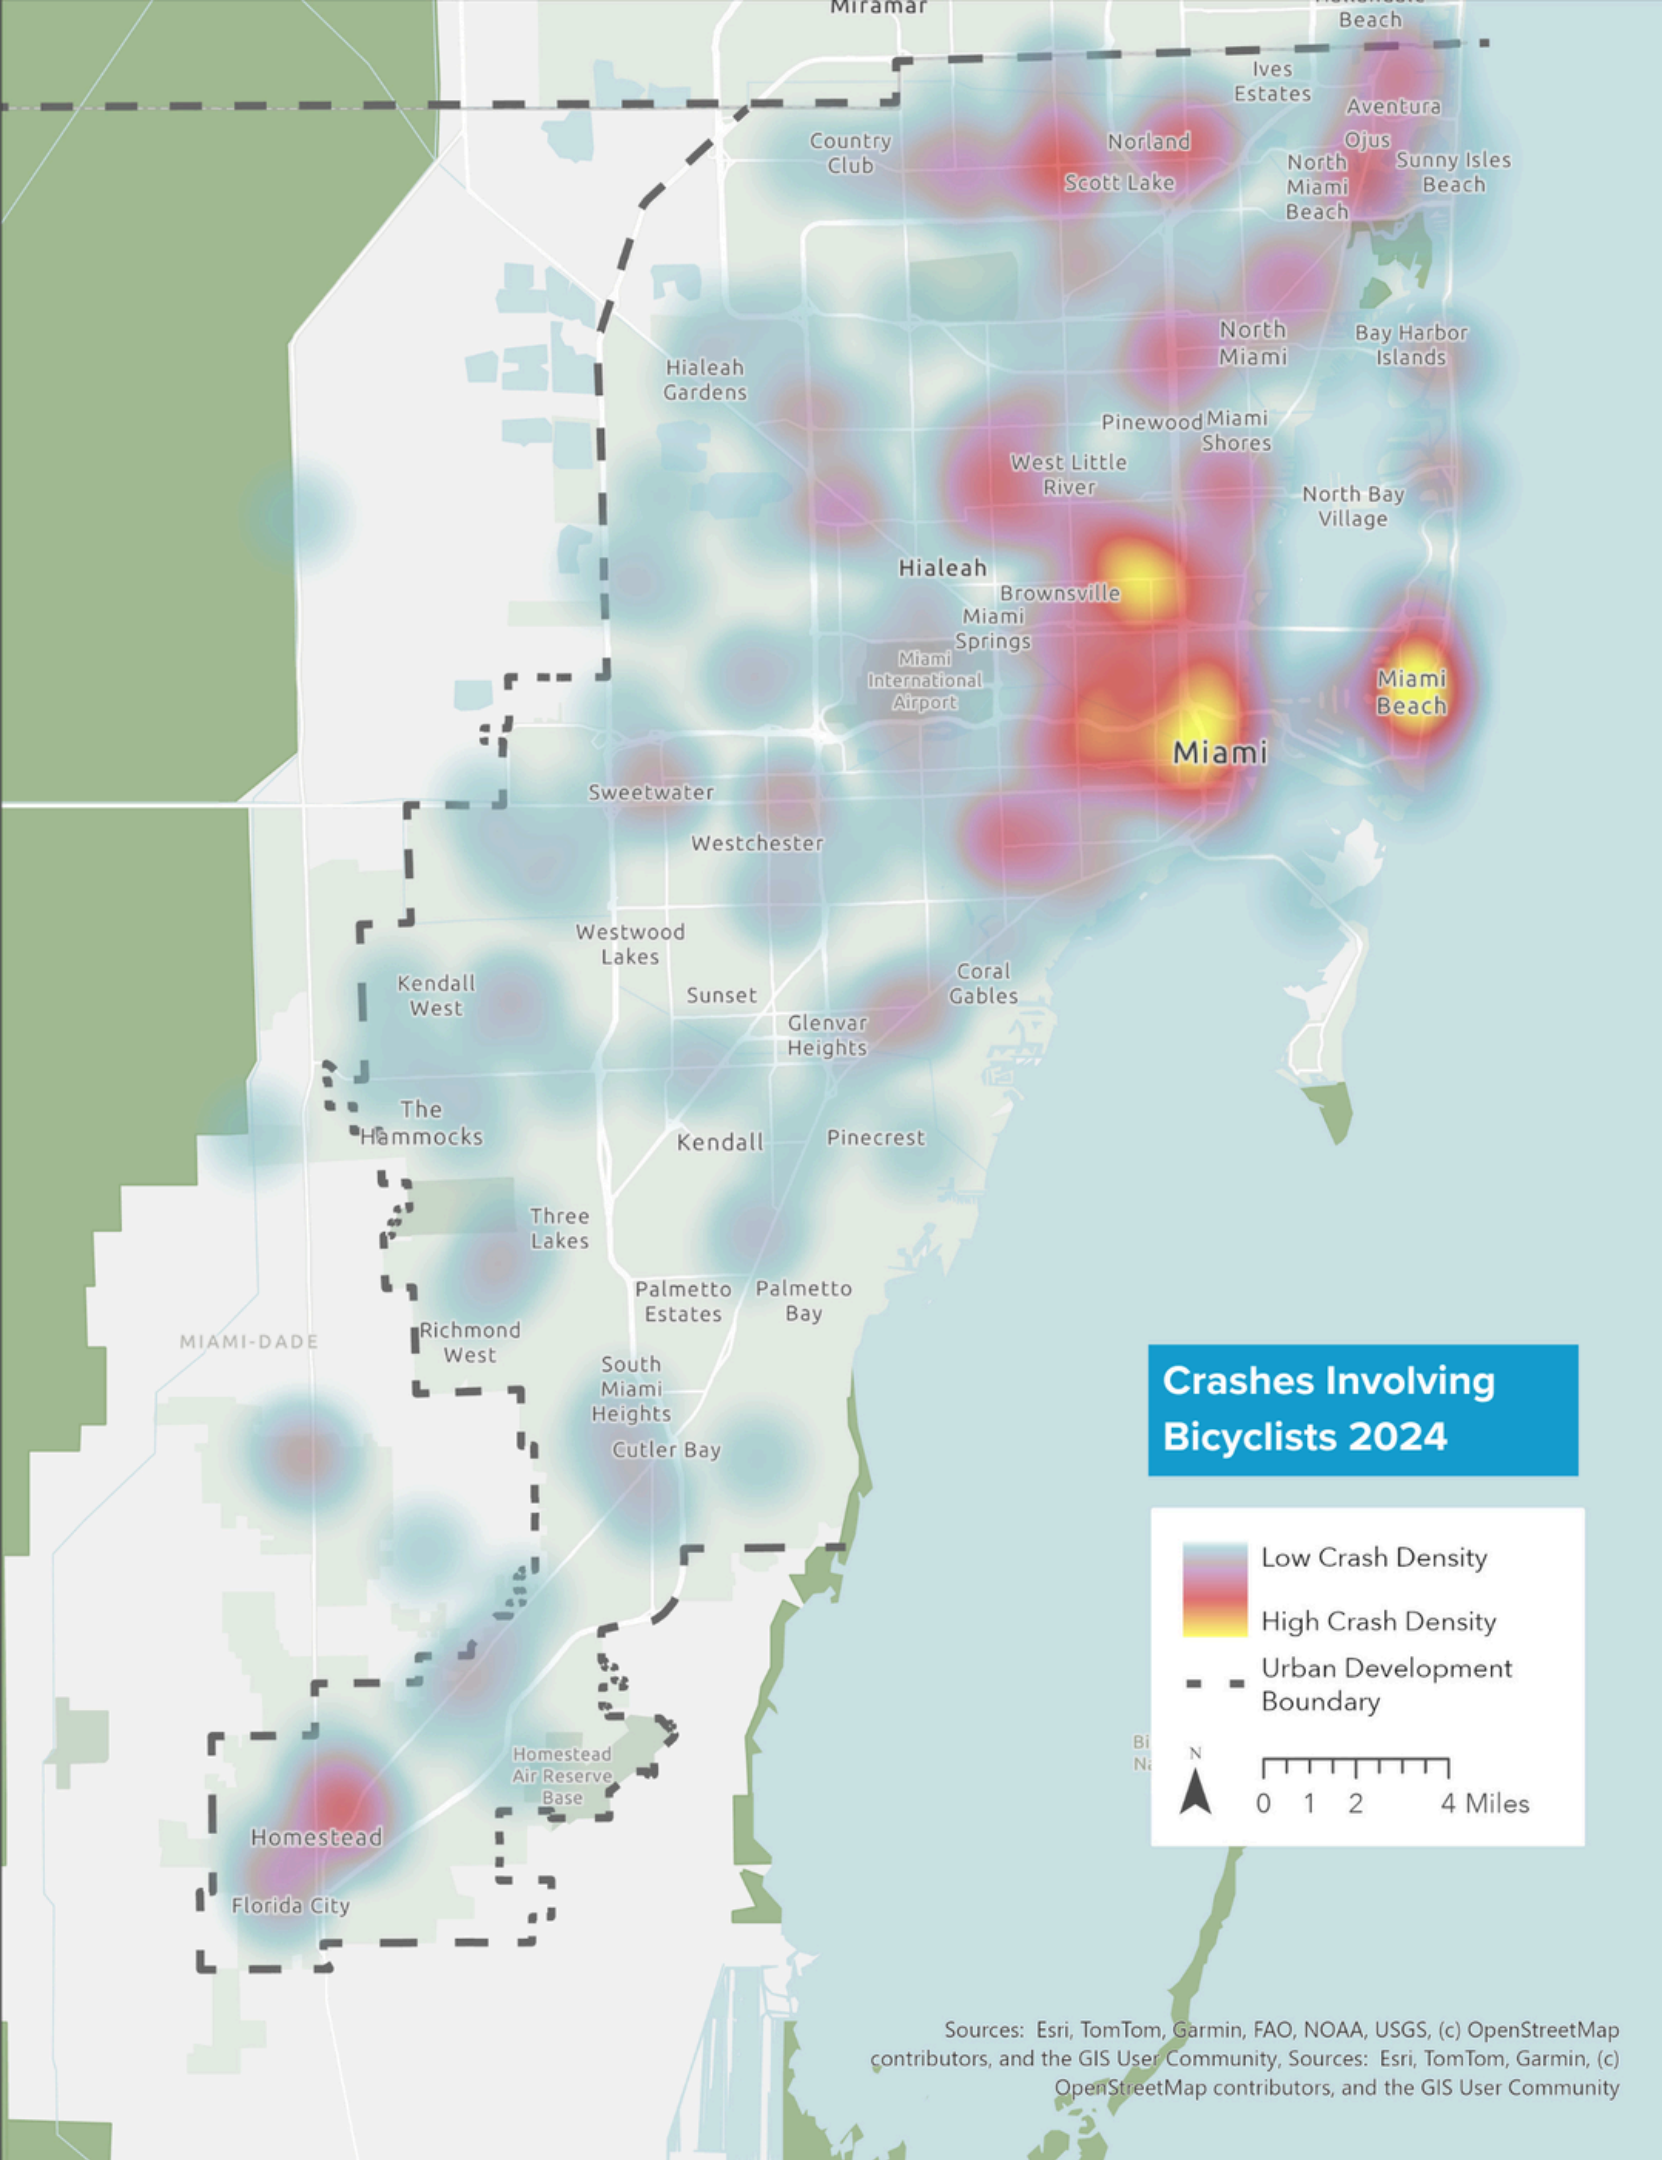 Miramar
Beach
Ives
Estates
Aventura
Country
Club
Norland
Ojus
North
Miami
Beach
Sunny Isles
Beach
Scott Lake
Hialeah
Gardens
North
Miami
Bay Harbor
Islands
Pinewood
Miami
Shores
West Little
River
North Bay
Village
Hialeah
Brownsville
Miami
Springs
Miami
International
Airport
Miami
Beach
Miami
Sweetwater
Westchester
Westwood
Lakes
Kendall
West
Sunset
Coral
Gables
Glenvar
Heights
The
Hammocks
Kendall
Pinecrest
Three
Lakes
Palmetto
Estates
Palmetto
Bay
MIAMI-DADE
Richmond
West
South
Miami
Heights
Cutler Bay
Homestead
Air Reserve
Base
Homestead
Florida City
Crashes Involving
Bicyclists 2024
Low Crash Density
High Crash Density
Urban Development
Boundary
Bi
Na
N
0 1 2 4 Miles
Sources: Esri, TomTom, Garmin, FAO, NOAA, USGS, (c) OpenStreetMap
contributors, and the GIS User Community, Sources: Esri, TomTom, Garmin, (c)
OpenStreetMap contributors, and the GIS User Community